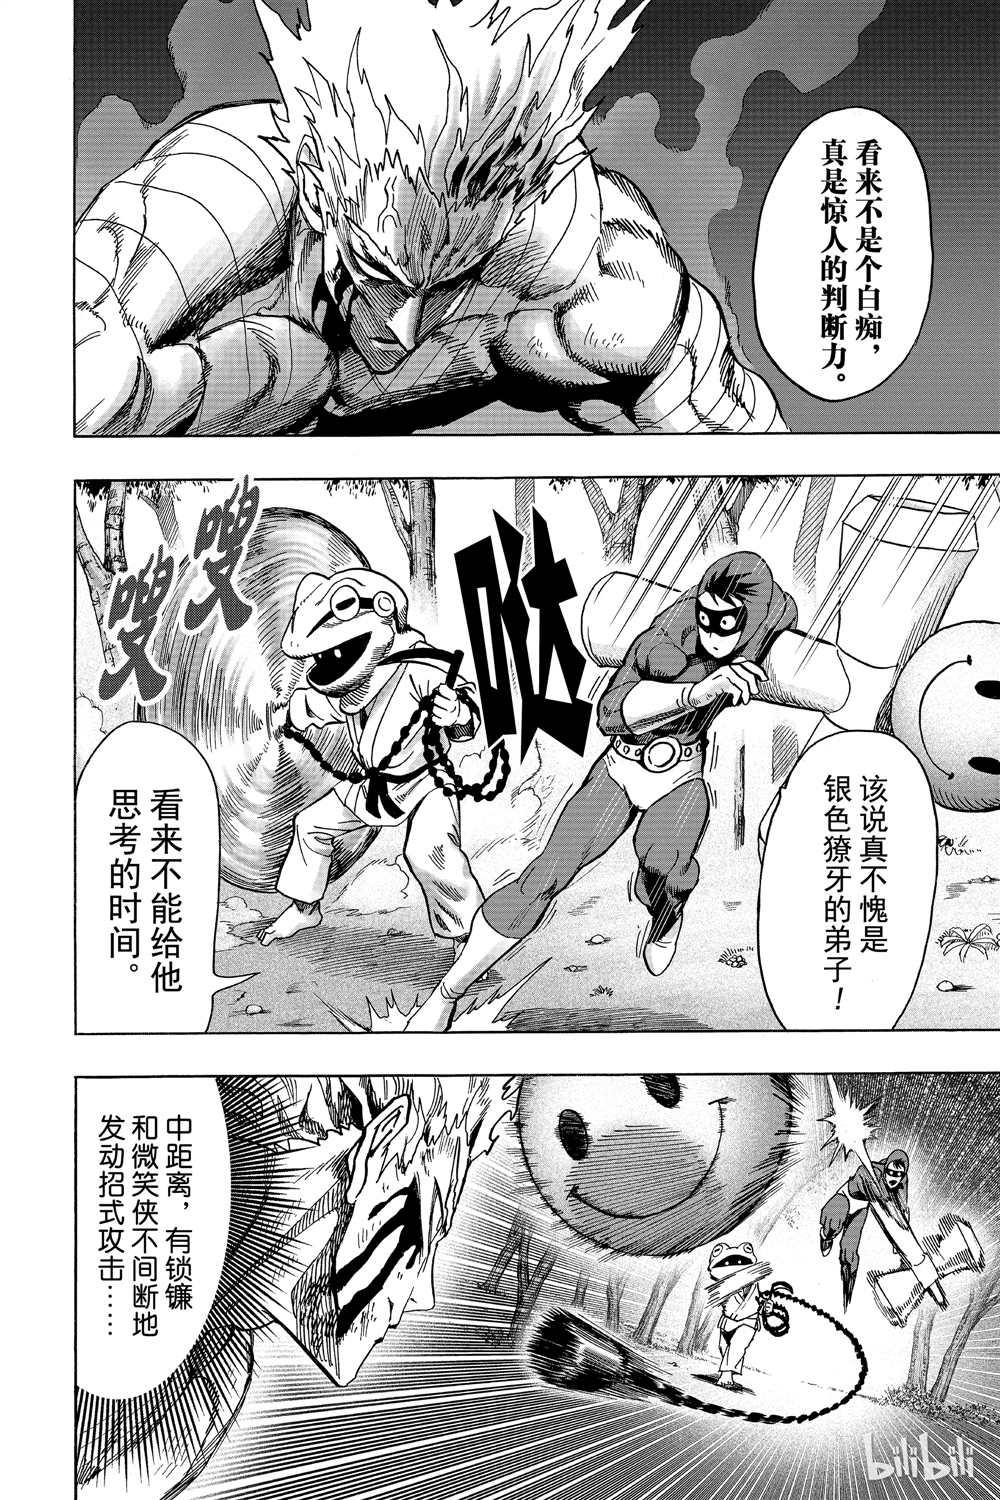 看来不是个白痴，
真是惊人的判断力。
哒
该说真不愧是
银色獠牙的弟子！
嗖
嗖
看来不能给他
思考的时间。
中距离，有锁镰
和微笑侠不间断地
发动招式攻击……
bilibili